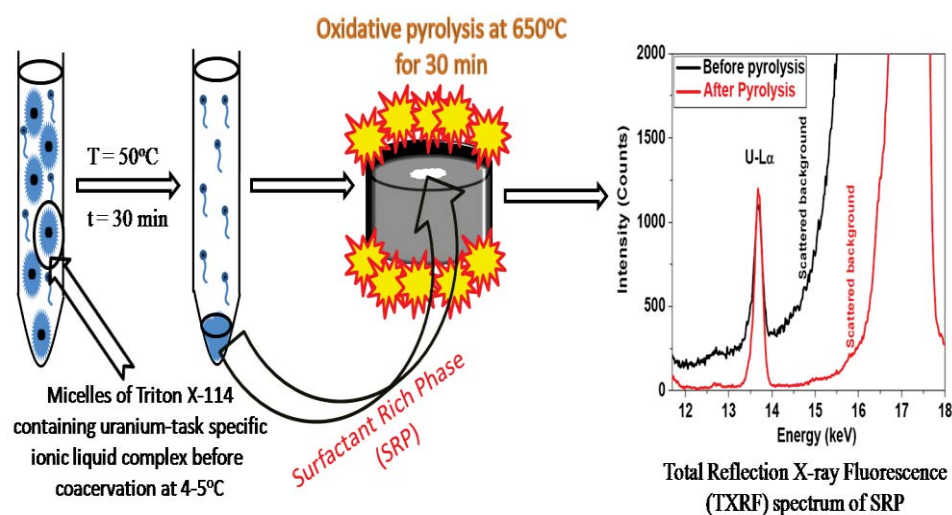 Oxidative pyrolysis at 650ºC
for 30 min
T = 50ºC
t = 30 min
Micelles of Triton X-114
containing uranium-task specific
ionic liquid complex before
coacervation at 4-5ºC
Surfactant Rich Phase
(SRP)
2000
1500
1000
500
0
Intensity (Counts)
Before pyrolysis
After Pyrolysis
U-Lα
Scattered background
Scattered background
12 13 14 15 16 17 18
Energy (keV)
Total Reflection X-ray Fluorescence
(TXRF) spectrum of SRP